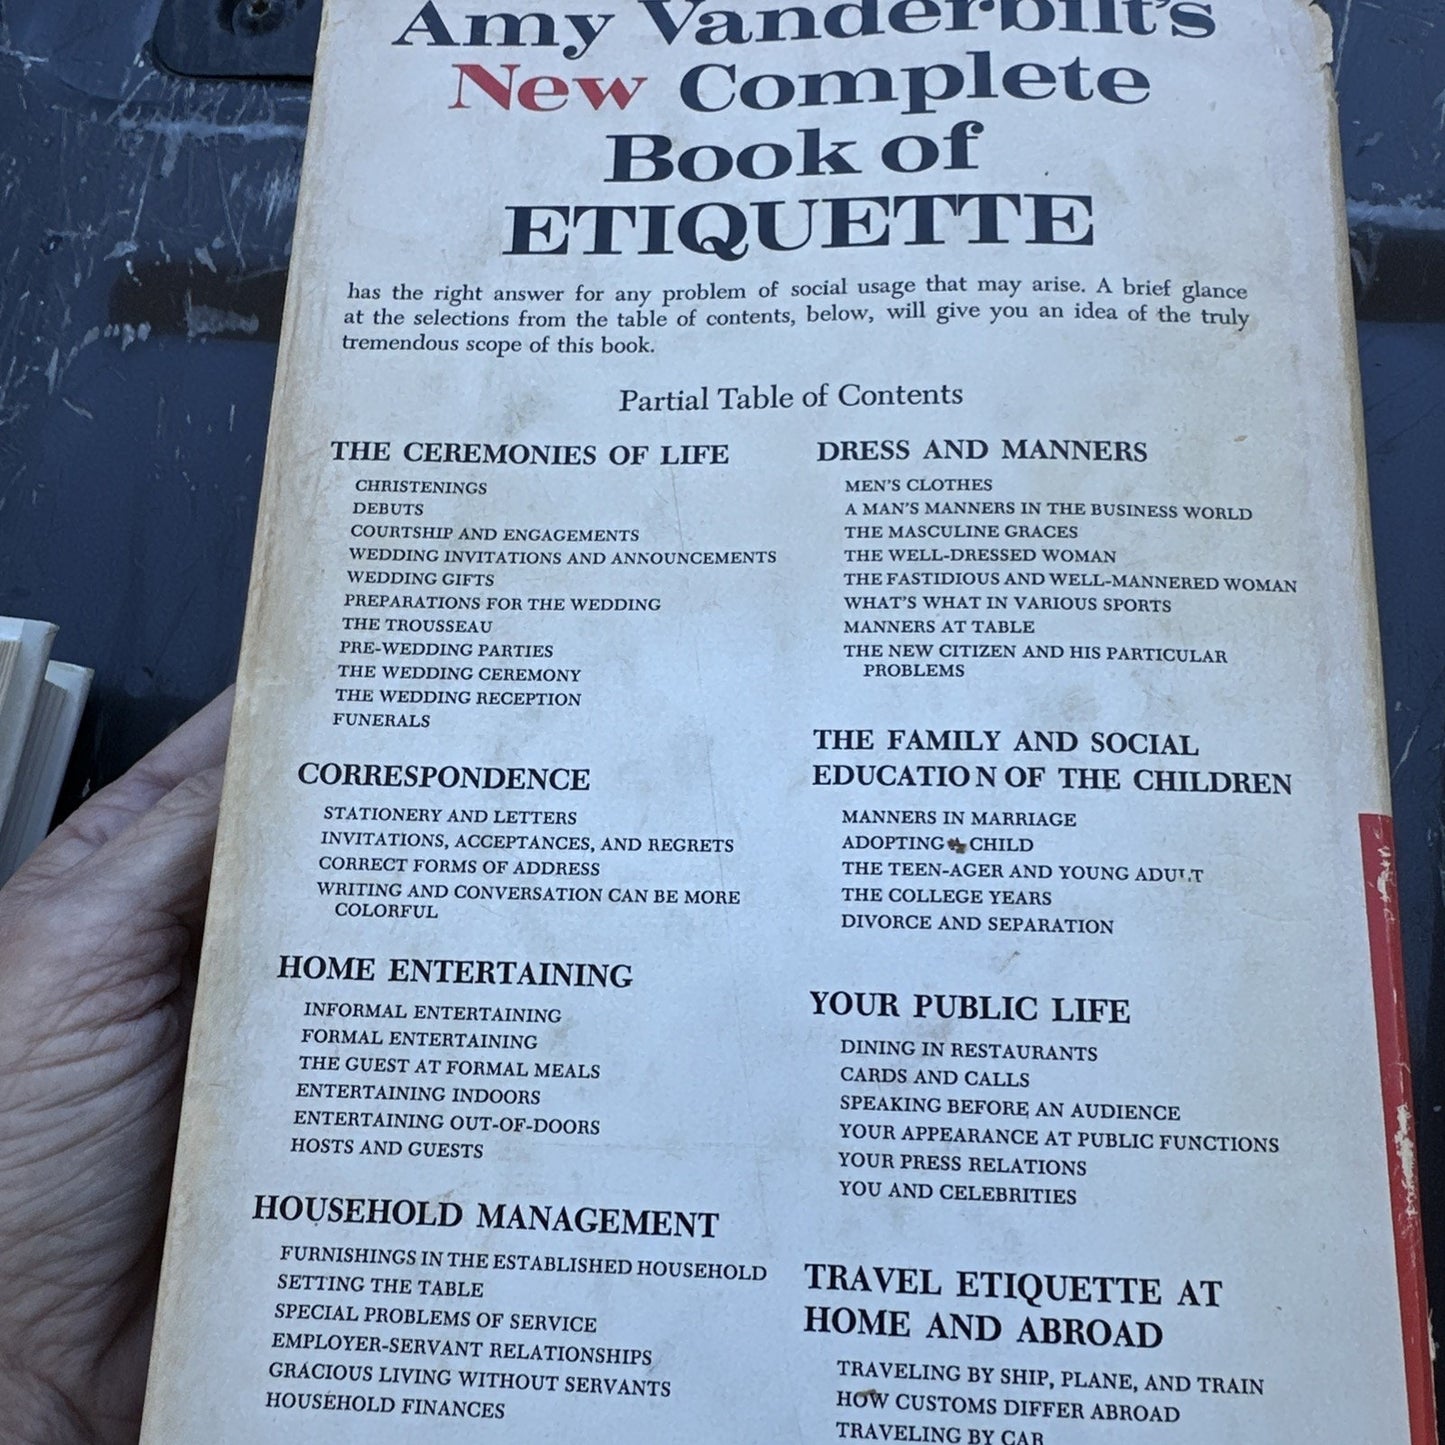 Amy Vanderbilt's
New Complete
Book of
ETIQUETTE
has the right answer for any problem of social usage that may arise. A brief glance
at the selections from the table of contents, below, will give you an idea of the truly
tremendous scope of this book.
Partial Table of Contents
THE CEREMONIES OF LIFE
CHRISTENINGS
DEBUTS
COURTSHIP AND ENGAGEMENTS
WEDDING INVITATIONS AND ANNOUNCEMENTS
WEDDING GIFTS
PREPARATIONS FOR THE WEDDING
THE TROUSSEAU
PRE-WEDDING PARTIES
THE WEDDING CEREMONY
THE WEDDING RECEPTION
FUNERALS
CORRESPONDENCE
STATIONERY AND LETTERS
INVITATIONS, ACCEPTANCES, AND REGRETS
CORRECT FORMS OF ADDRESS
WRITING AND CONVERSATION CAN BE MORE
COLORFUL
HOME ENTERTAINING
INFORMAL ENTERTAINING
FORMAL ENTERTAINING
THE GUEST AT FORMAL MEALS
ENTERTAINING INDOORS
ENTERTAINING OUT-OF-DOORS
HOSTS AND GUESTS
HOUSEHOLD MANAGEMENT
FURNISHINGS IN THE ESTABLISHED HOUSEHOLD
SETTING THE TABLE
SPECIAL PROBLEMS OF SERVICE
EMPLOYER-SERVANT RELATIONSHIPS
GRACIOUS LIVING WITHOUT SERVANTS
HOUSEHOLD FINANCES
DRESS AND MANNERS
MEN'S CLOTHES
A MAN'S MANNERS IN THE BUSINESS WORLD
THE MASCULINE GRACES
THE WELL-DRESSED WOMAN
THE FASTIDIOUS AND WELL-MANNERED WOMAN
WHAT'S WHAT IN VARIOUS SPORTS
MANNERS AT TABLE
THE NEW CITIZEN AND HIS PARTICULAR
PROBLEMS
THE FAMILY AND SOCIAL
EDUCATION OF THE CHILDREN
MANNERS IN MARRIAGE
ADOPTING A CHILD
THE TEEN-AGER AND YOUNG ADULT
THE COLLEGE YEARS
DIVORCE AND SEPARATION
YOUR PUBLIC LIFE
DINING IN RESTAURANTS
CARDS AND CALLS
SPEAKING BEFORE AN AUDIENCE
YOUR APPEARANCE AT PUBLIC FUNCTIONS
YOUR PRESS RELATIONS
YOU AND CELEBRITIES
TRAVEL ETIQUETTE AT
HOME AND ABROAD
TRAVELING BY SHIP, PLANE, AND TRAIN
HOW CUSTOMS DIFFER ABROAD
TRAVELING BY CAR